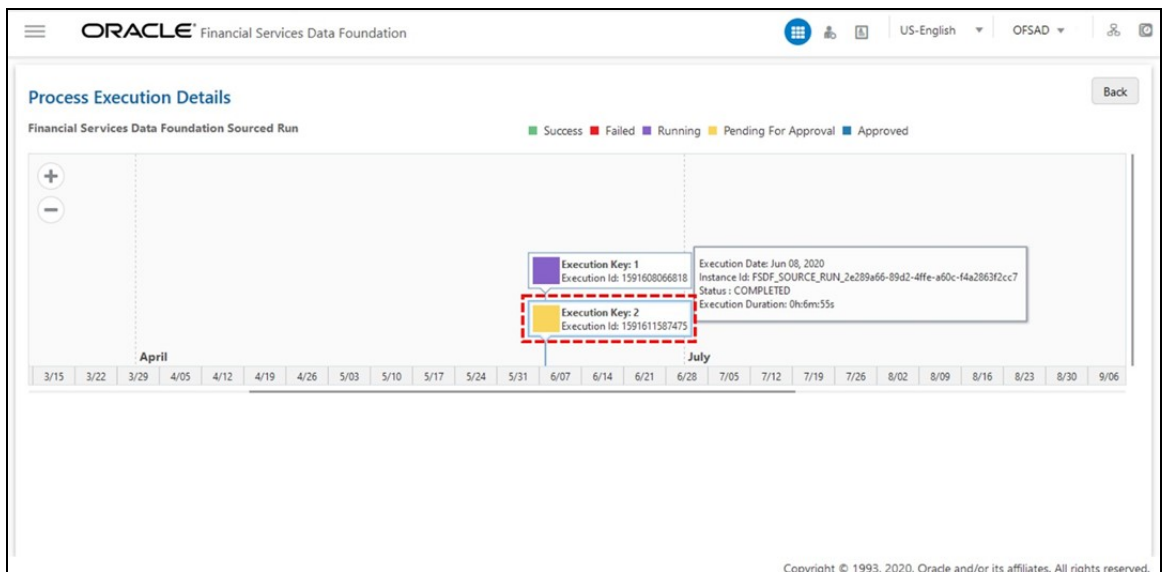 ORACLE® Financial Services Data Foundation
US-English
OFSAD
Process Execution Details
Back
Financial Services Data Foundation Sourced Run
Success Failed Running Pending For Approval Approved
Execution Key: 1
Execution Id: 1591608066818
Execution Date: Jun 08, 2020
Instance Id: FSDF_SOURCE_RUN_2e289a66-89d2-4ffe-a60c-f4a2863f2cc7
Status : COMPLETED
Execution Duration: 0h:6m:55s
Execution Key: 2
Execution Id: 1591611587475
April July
3/15 3/22 3/29 4/05 4/12 4/19 4/26 5/03 5/10 5/17 5/24 5/31 6/07 6/14 6/21 6/28 7/05 7/12 7/19 7/26 8/02 8/09 8/16 8/23 8/30 9/06
Copyright © 1993, 2020, Oracle and/or its affiliates. All rights reserved.